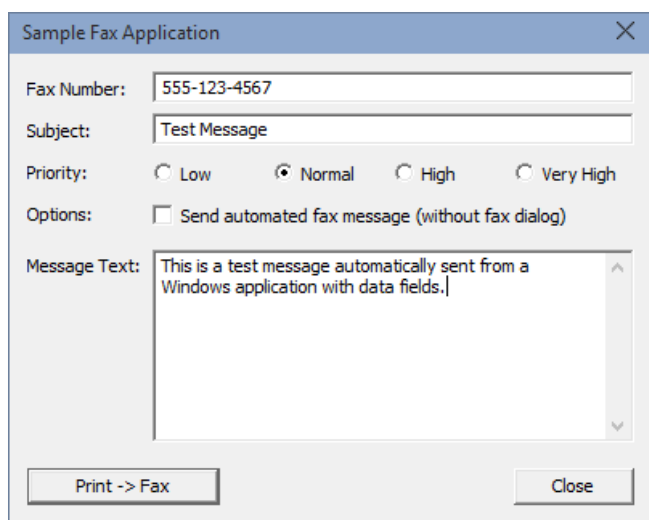 Sample Fax Application
Fax Number: 555-123-4567
Subject: Test Message
Priority: Low Normal High Very High
Options: Send automated fax message (without fax dialog)
Message Text: This is a test message automatically sent from a
Windows application with data fields.
Print -> Fax Close